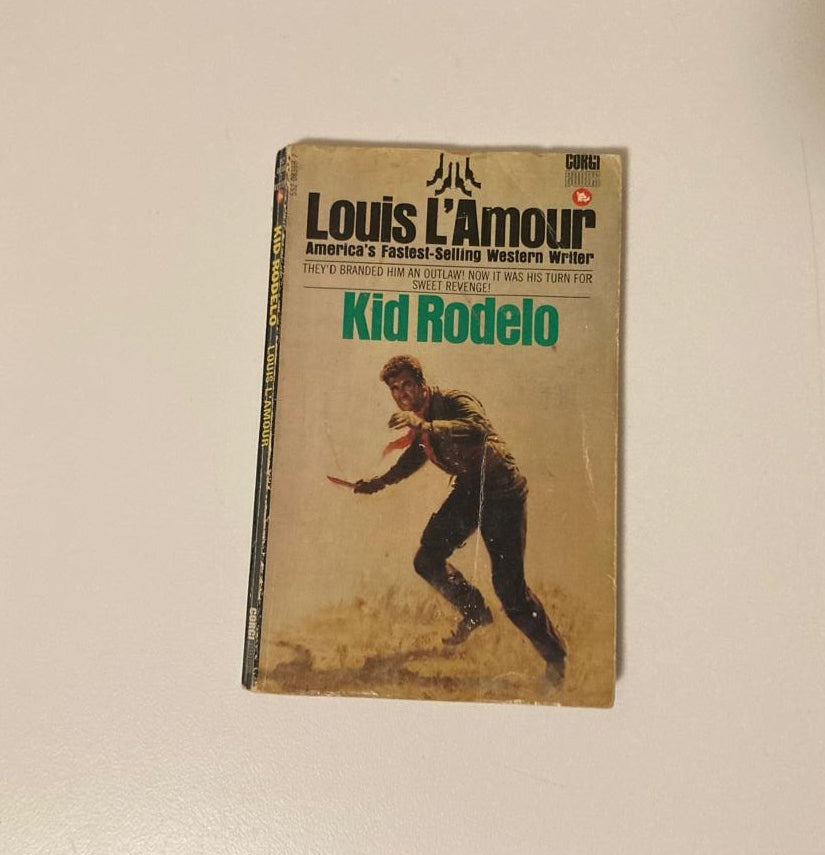 CORGI
BOOKS
Louis L'Amour
America's Fastest-Selling Western Writer
THEY'D BRANDED HIM AN OUTLAW! NOW IT WAS HIS TURN FOR
SWEET REVENGE!
Kid Rodelo
KID RODELO LOUIS L'AMOUR
CORGI